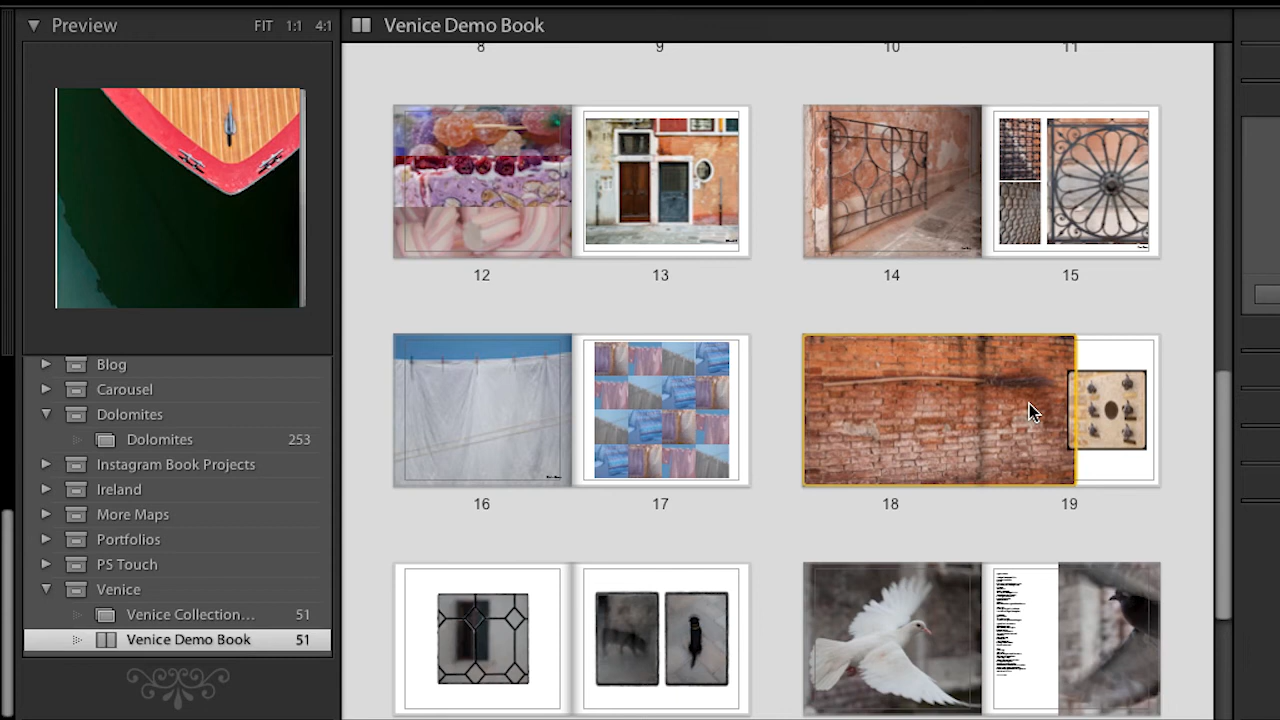 Preview FIT 1:1 4:1
Venice Demo Book
8 9 10 11
12 13 14 15
16 17 18 19
Blog
Carousel
Dolomites
Dolomites 253
Instagram Book Projects
Ireland
More Maps
Portfolios
PS Touch
Venice
Venice Collection... 51
Venice Demo Book 51